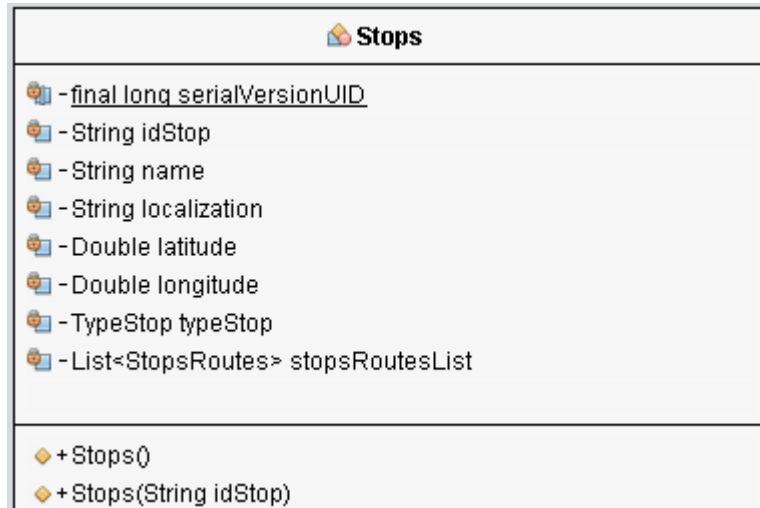 Stops
-final long serialVersionUID
-String idStop
-String name
-String localization
-Double latitude
-Double longitude
-TypeStop typeStop
-List<StopsRoutes> stopsRoutesList
+Stops()
+Stops(String idStop)